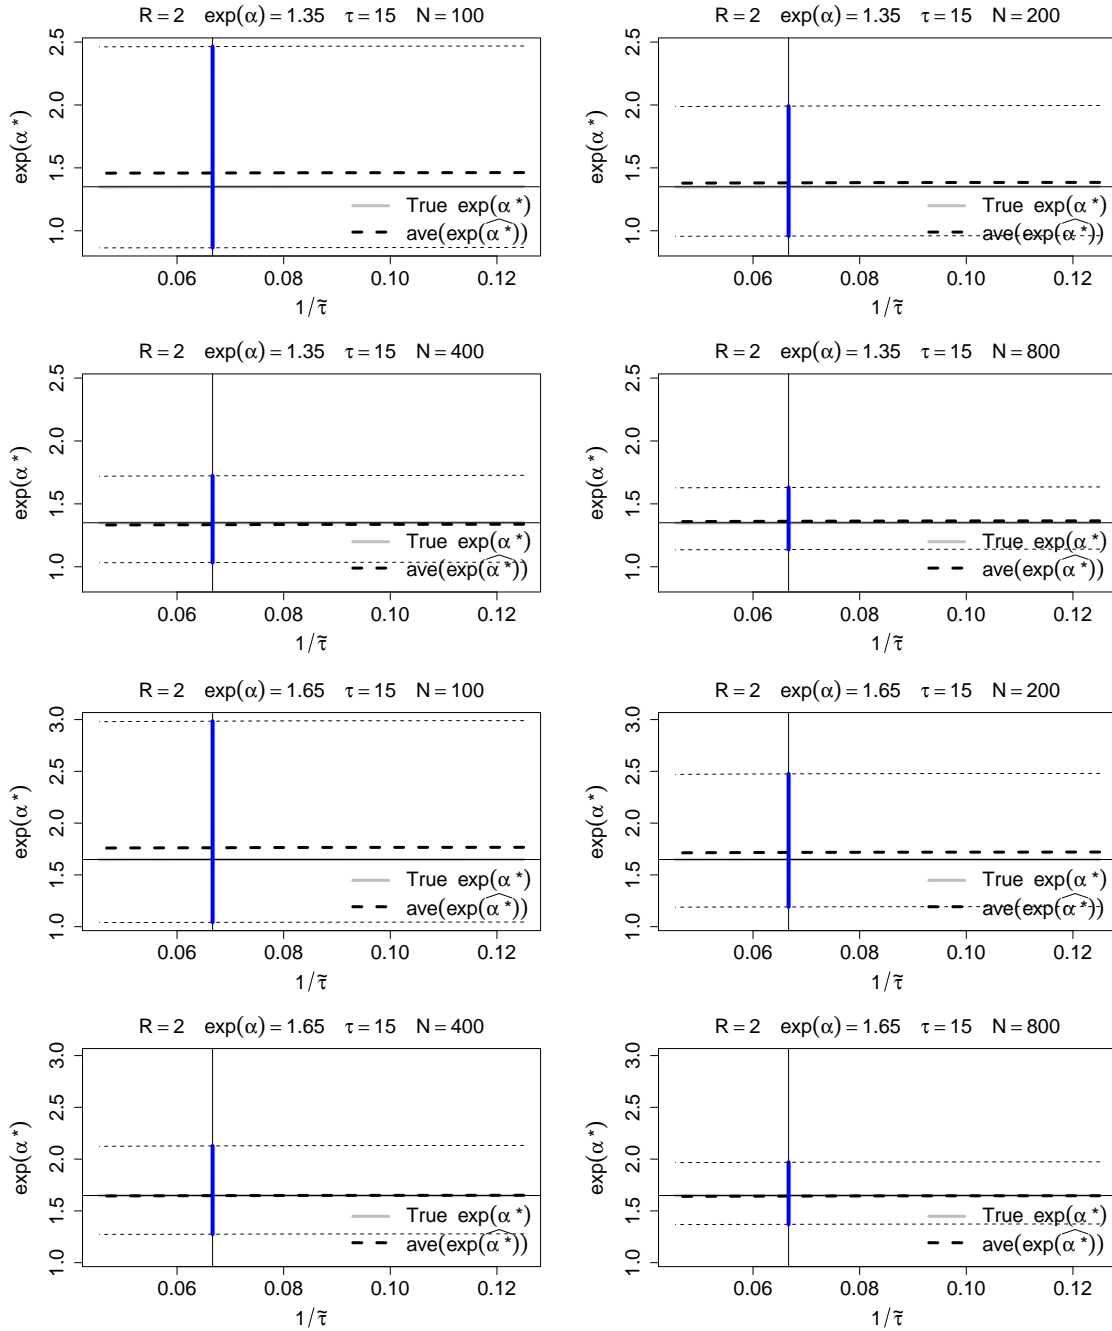 R = 2 exp(α) = 1.35 τ = 15 N = 100
exp(α*)
2.5
2.0
1.5
1.0
True exp(α*)
ave(exp(α̂*))
0.06 0.08 0.10 0.12
1/τ̃
R = 2 exp(α) = 1.35 τ = 15 N = 200
exp(α*)
2.5
2.0
1.5
1.0
True exp(α*)
ave(exp(α̂*))
0.06 0.08 0.10 0.12
1/τ̃
R = 2 exp(α) = 1.35 τ = 15 N = 400
exp(α*)
2.5
2.0
1.5
1.0
True exp(α*)
ave(exp(α̂*))
0.06 0.08 0.10 0.12
1/τ̃
R = 2 exp(α) = 1.35 τ = 15 N = 800
exp(α*)
2.5
2.0
1.5
1.0
True exp(α*)
ave(exp(α̂*))
0.06 0.08 0.10 0.12
1/τ̃
R = 2 exp(α) = 1.65 τ = 15 N = 100
exp(α*)
3.0
2.5
2.0
1.5
1.0
True exp(α*)
ave(exp(α̂*))
0.06 0.08 0.10 0.12
1/τ̃
R = 2 exp(α) = 1.65 τ = 15 N = 200
exp(α*)
3.0
2.5
2.0
1.5
1.0
True exp(α*)
ave(exp(α̂*))
0.06 0.08 0.10 0.12
1/τ̃
R = 2 exp(α) = 1.65 τ = 15 N = 400
exp(α*)
3.0
2.5
2.0
1.5
1.0
True exp(α*)
ave(exp(α̂*))
0.06 0.08 0.10 0.12
1/τ̃
R = 2 exp(α) = 1.65 τ = 15 N = 800
exp(α*)
3.0
2.5
2.0
1.5
1.0
True exp(α*)
ave(exp(α̂*))
0.06 0.08 0.10 0.12
1/τ̃